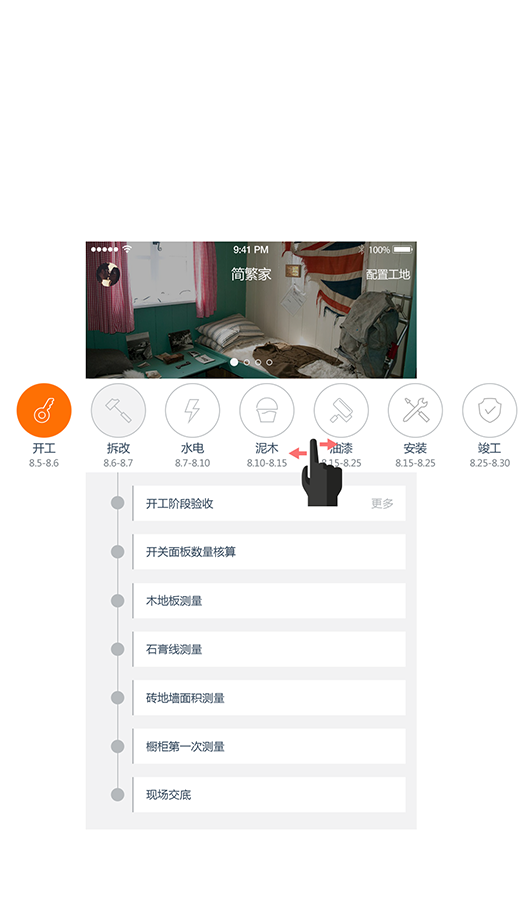 9:41 PM
100%
简繁家
配置工地
开工
拆改
水电
泥木
油漆
安装
竣工
8.5-8.6
8.6-8.7
8.7-8.10
8.10-8.15
8.15-8.25
8.15-8.25
8.25-8.30
开工阶段验收
更多
开关面板数量核算
木地板测量
石膏线测量
砖地墙面积测量
橱柜第一次测量
现场交底